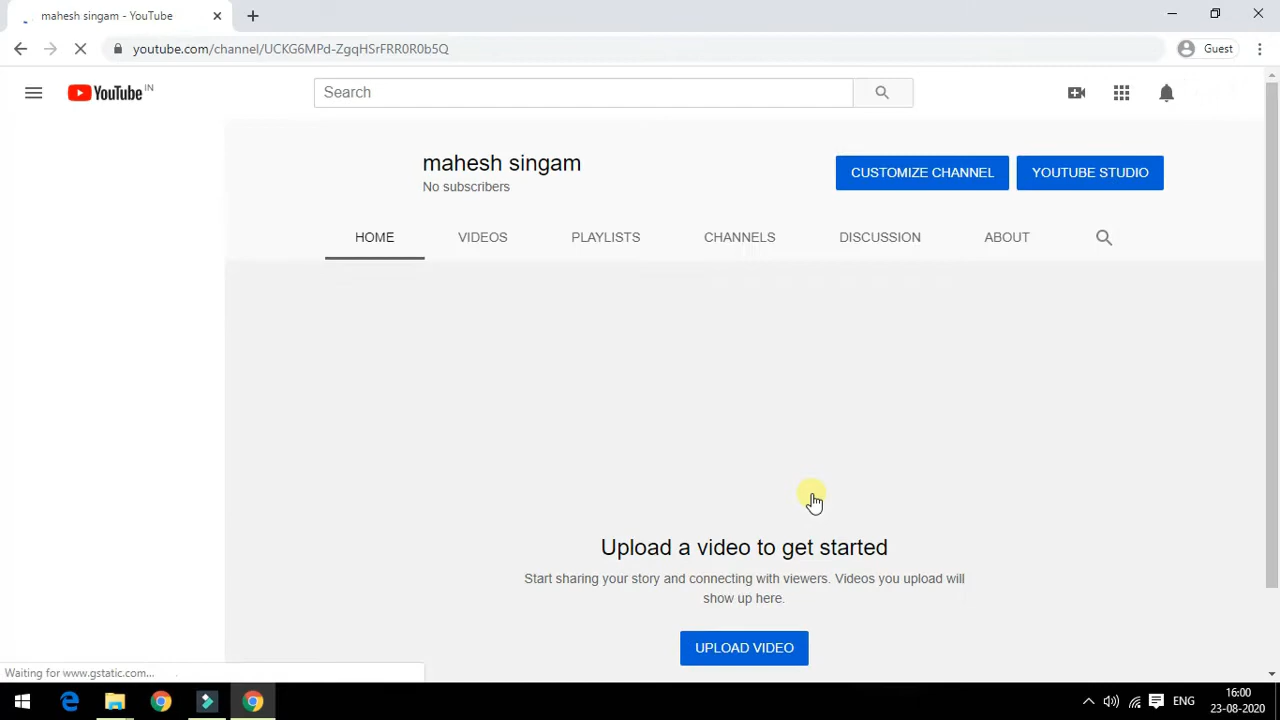 mahesh singam - YouTube
youtube.com/channel/UCKG6MPd-ZgqHSrFRR0R0b5Q
Guest
YouTube IN
Search
mahesh singam
No subscribers
CUSTOMIZE CHANNEL
YOUTUBE STUDIO
HOME
VIDEOS
PLAYLISTS
CHANNELS
DISCUSSION
ABOUT
Upload a video to get started
Start sharing your story and connecting with viewers. Videos you upload will
show up here.
UPLOAD VIDEO
Waiting for www.gstatic.com...
ENG
16:00
23-08-2020